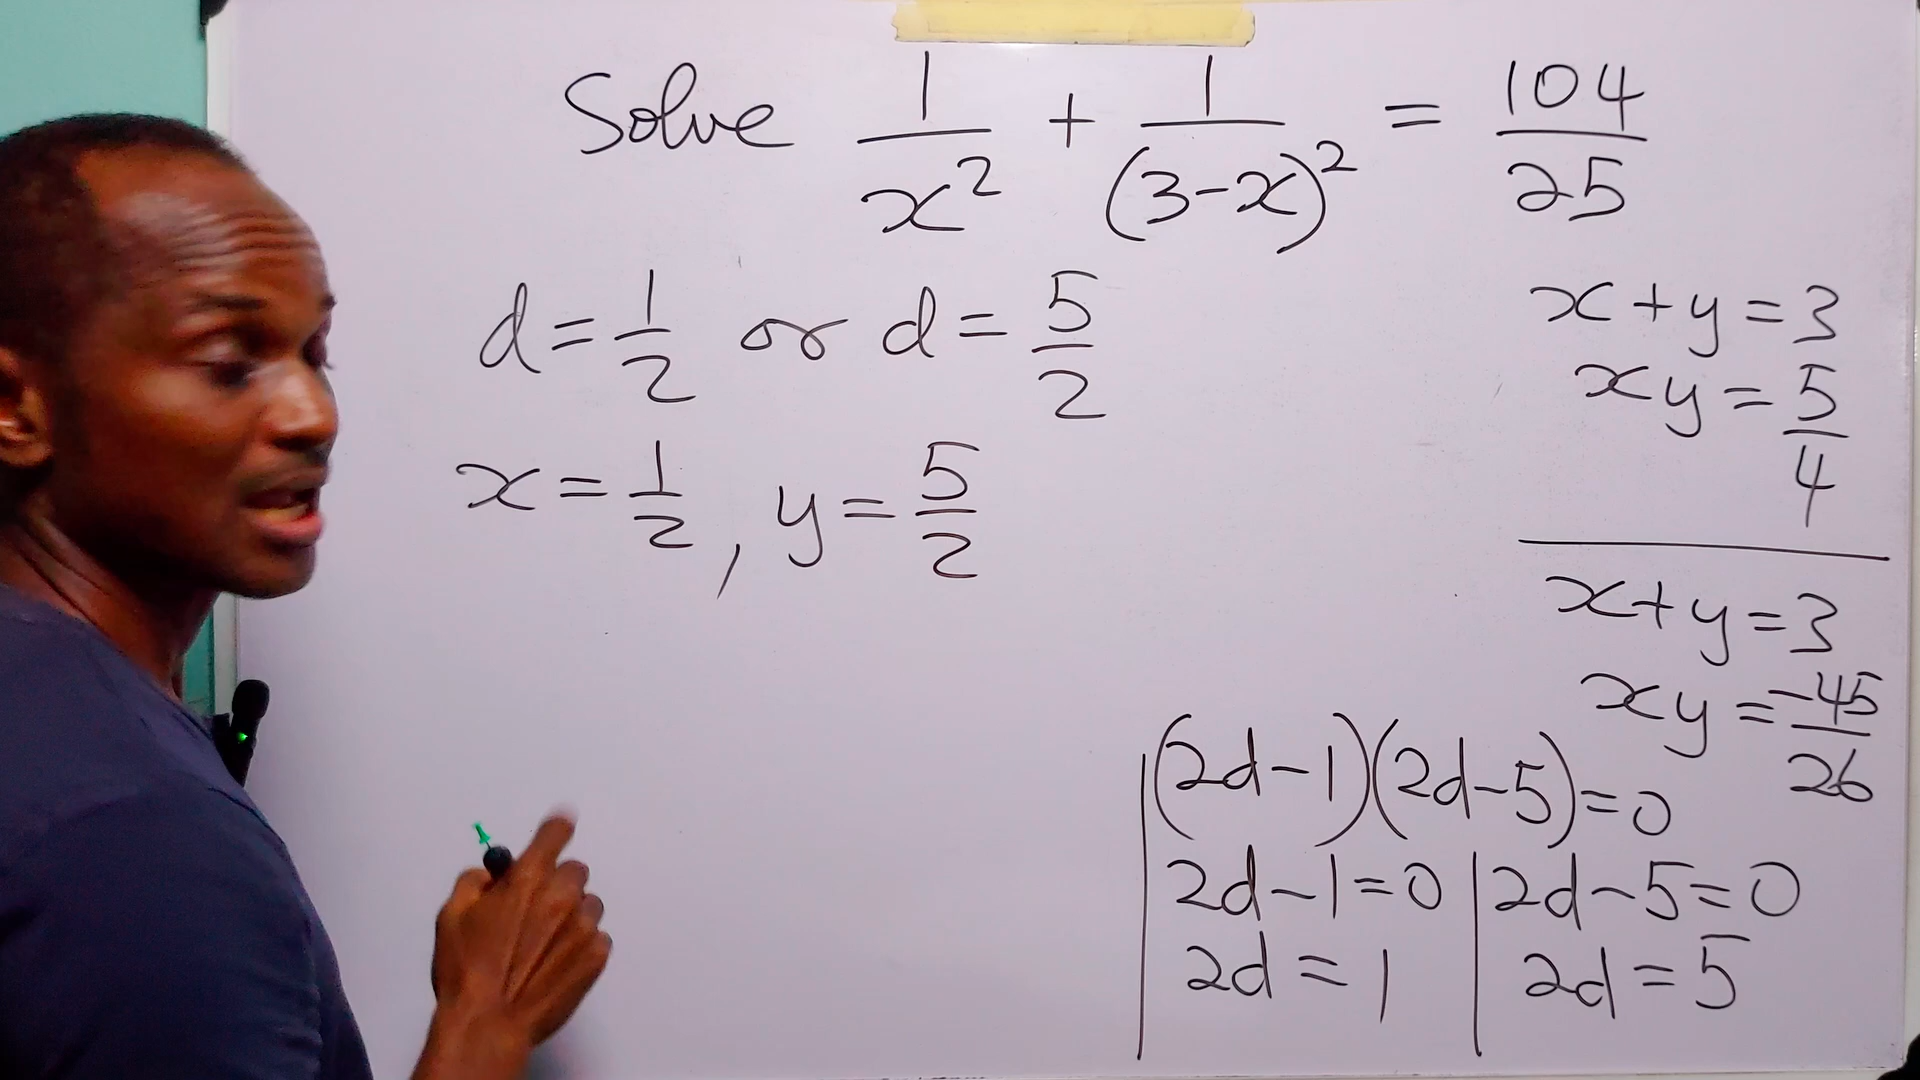 Solve 1/x² + 1/(3-x)² = 104/25
d = 1/2 or d = 5/2
x = 1/2 , y = 5/2
x + y = 3
xy = 5/4
x + y = 3
xy = -45/26
(2d-1)(2d-5) = 0
2d-1=0 | 2d-5=0
2d = 1 | 2d = 5